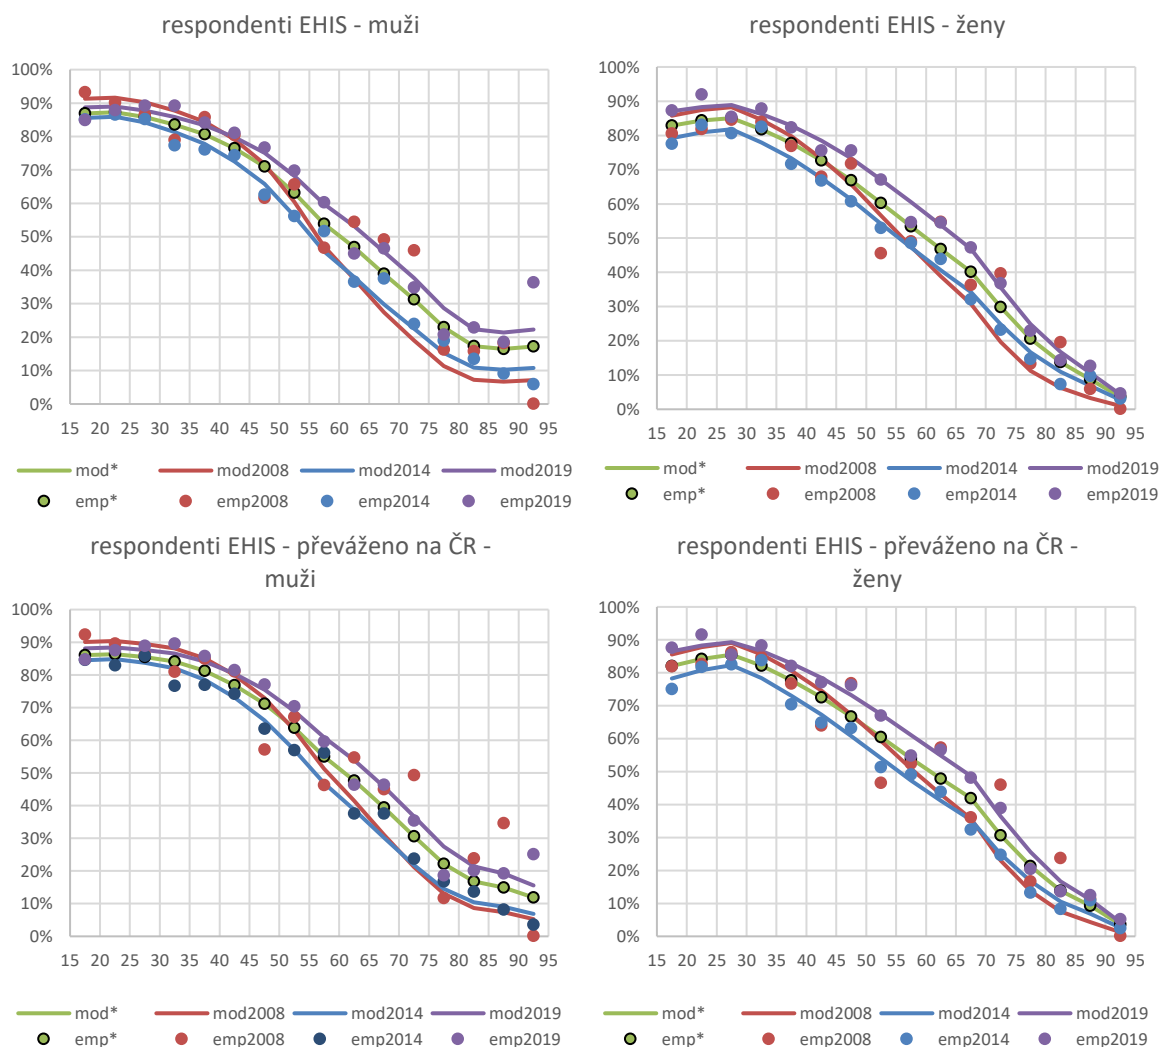 respondenti EHIS - muži
100%
90%
80%
70%
60%
50%
40%
30%
20%
10%
0%
15 20 25 30 35 40 45 50 55 60 65 70 75 80 85 90 95
mod* mod2008 mod2014 mod2019
emp* emp2008 emp2014 emp2019
respondenti EHIS - ženy
100%
90%
80%
70%
60%
50%
40%
30%
20%
10%
0%
15 20 25 30 35 40 45 50 55 60 65 70 75 80 85 90 95
mod* mod2008 mod2014 mod2019
emp* emp2008 emp2014 emp2019
respondenti EHIS - převáženo na ČR -
muži
100%
90%
80%
70%
60%
50%
40%
30%
20%
10%
0%
15 20 25 30 35 40 45 50 55 60 65 70 75 80 85 90 95
mod* mod2008 mod2014 mod2019
emp* emp2008 emp2014 emp2019
respondenti EHIS - převáženo na ČR -
ženy
100%
90%
80%
70%
60%
50%
40%
30%
20%
10%
0%
15 20 25 30 35 40 45 50 55 60 65 70 75 80 85 90 95
mod* mod2008 mod2014 mod2019
emp* emp2008 emp2014 emp2019